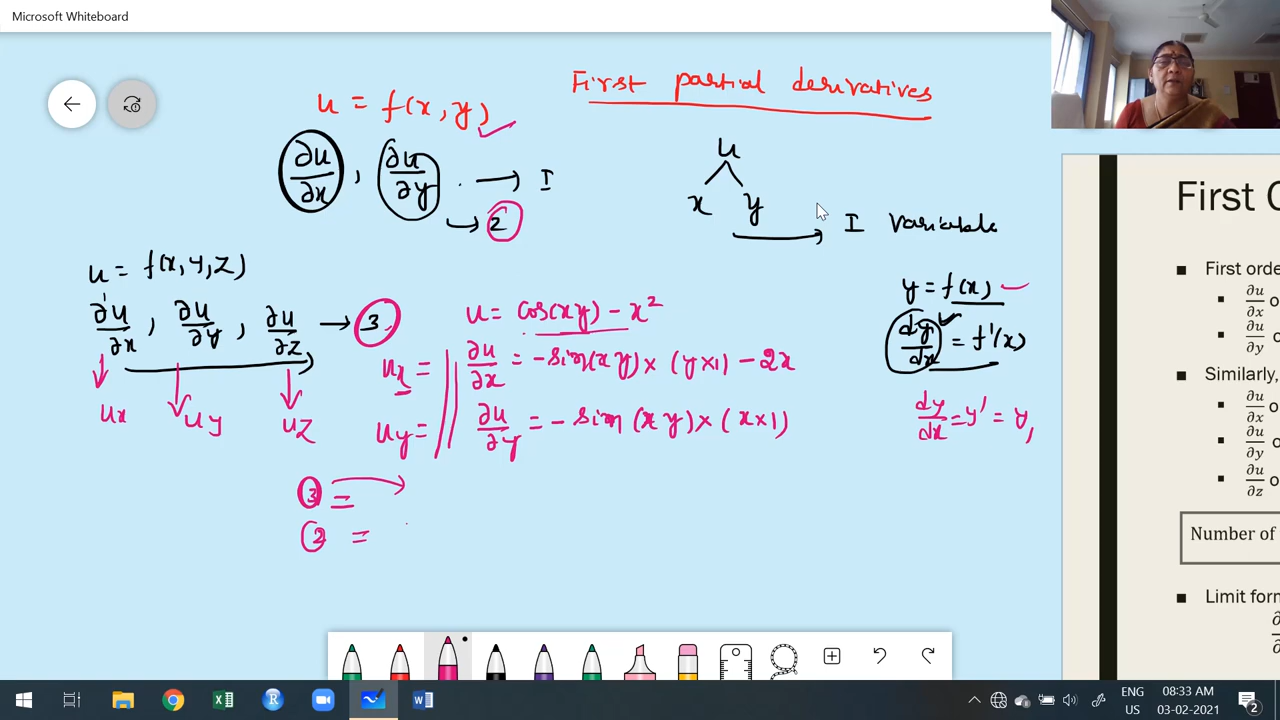 Microsoft Whiteboard
First partial derivatives
u = f(x, y)
∂u/∂x , ∂u/∂y . → I
→ 2
u
x y
→ I Variable
u = f(x, y, z)
∂u/∂x , ∂u/∂y , ∂u/∂z → 3
ux uy uz
u = cos(xy) - x²
ux = ∂u/∂x = -sin(xy) × (y×1) - 2x
uy = ∂u/∂y = -sin(xy) × (x×1)
3 =
2 =
y = f(x)
dy/dx = f'(x)
dy/dx = y' = y₁
First O
■ First orde
▪ ∂u/∂x o
▪ ∂u/∂y o
■ Similarly,
▪ ∂u/∂x o
▪ ∂u/∂y o
▪ ∂u/∂z o
Number of
■ Limit form
ENG
US
08:33 AM
03-02-2021
2